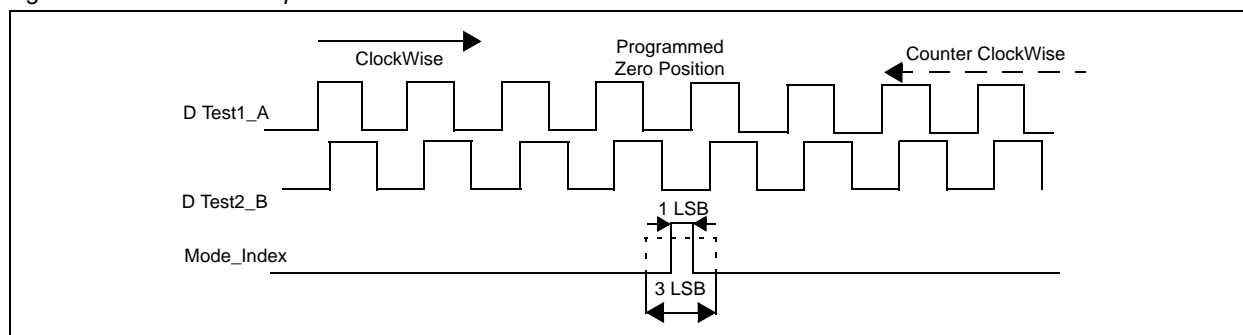 ClockWise
Programmed
Zero Position
Counter ClockWise
D Test1_A
D Test2_B
1 LSB
Mode_Index
3 LSB